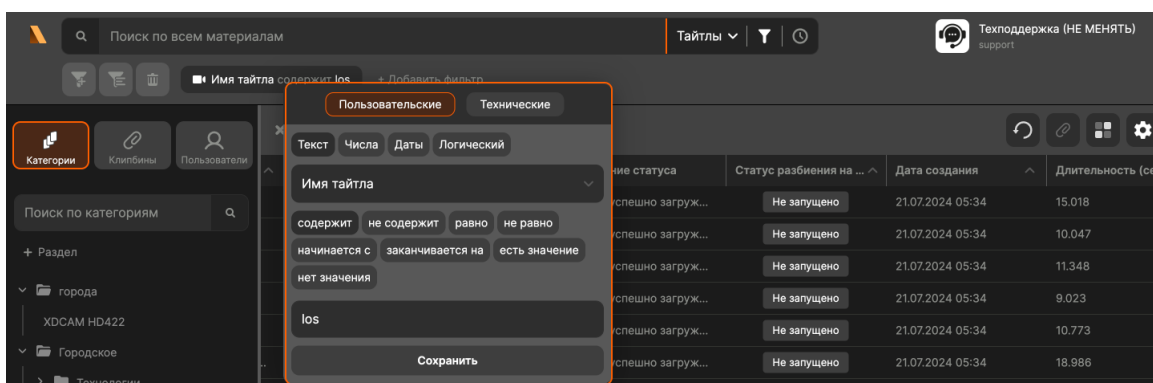 Поиск по всем материалам
Тайтлы
Техподдержка (НЕ МЕНЯТЬ)
support
Имя тайтла содержит los
+ Добавить фильтр
Пользовательские
Технические
Категории
Клипбины
Пользователи
Текст
Числа
Даты
Логический
ние статуса
Статус разбиения на ...
Дата создания
Длительность (се
Имя тайтла
Поиск по категориям
успешно загруж...
Не запущено
21.07.2024 05:34
15.018
содержит
не содержит
равно
не равно
успешно загруж...
Не запущено
21.07.2024 05:34
10.047
+ Раздел
начинается с
заканчивается на
есть значение
успешно загруж...
Не запущено
21.07.2024 05:34
11.348
нет значения
города
успешно загруж...
Не запущено
21.07.2024 05:34
9.023
XDCAM HD422
los
успешно загруж...
Не запущено
21.07.2024 05:34
10.773
Городское
Сохранить
успешно загруж...
Не запущено
21.07.2024 05:34
18.986
Технологии